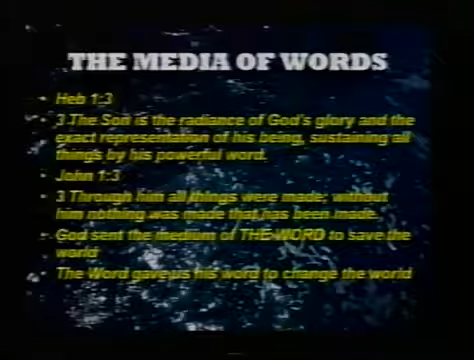 THE MEDIA OF WORDS
• Heb 1:3
• 3 The Son is the radiance of God's glory and the
exact representation of his being, sustaining all
things by his powerful word.
• John 1:3
• 3 Through him all things were made; without
him nothing was made that has been made.
• God sent the medium of THE WORD to save the
world
• The Word gave us his word to change the world